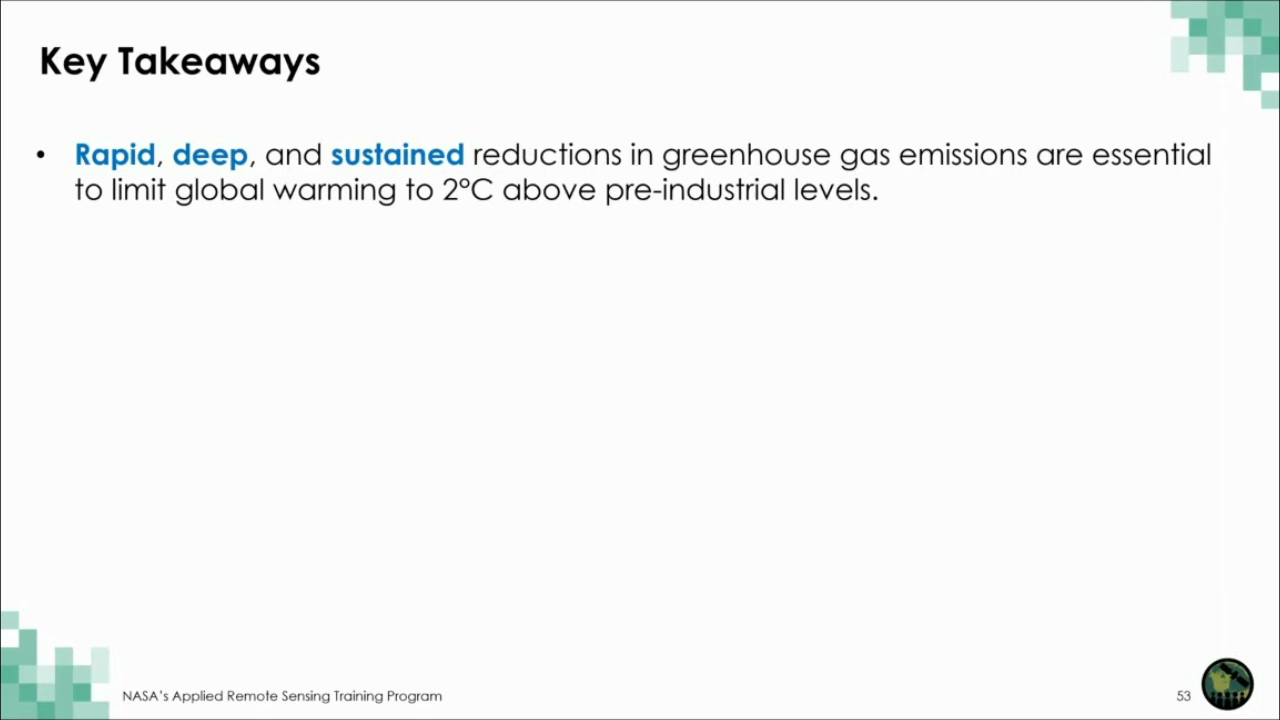 Key Takeaways
• Rapid, deep, and sustained reductions in greenhouse gas emissions are essential
to limit global warming to 2°C above pre-industrial levels.
NASA's Applied Remote Sensing Training Program
53